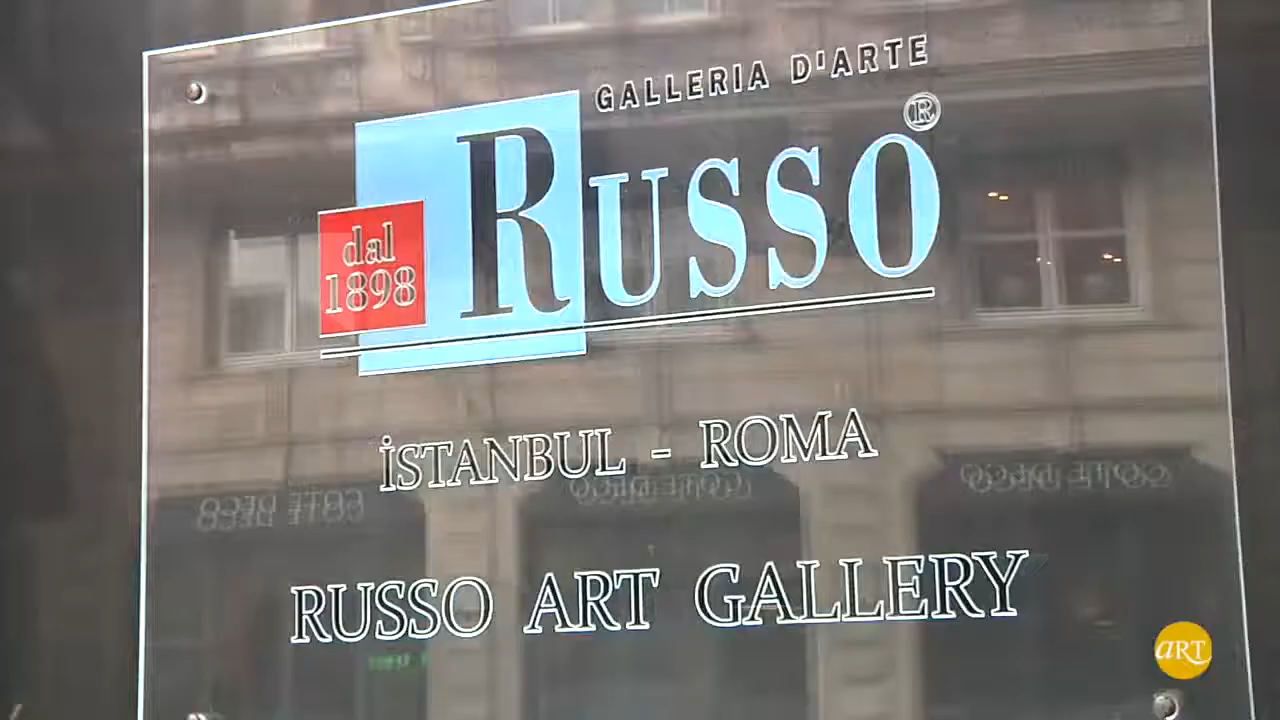 GALLERIA D'ARTE
RUSSO®
dal
1898
İSTANBUL - ROMA
RUSSO ART GALLERY
aRT